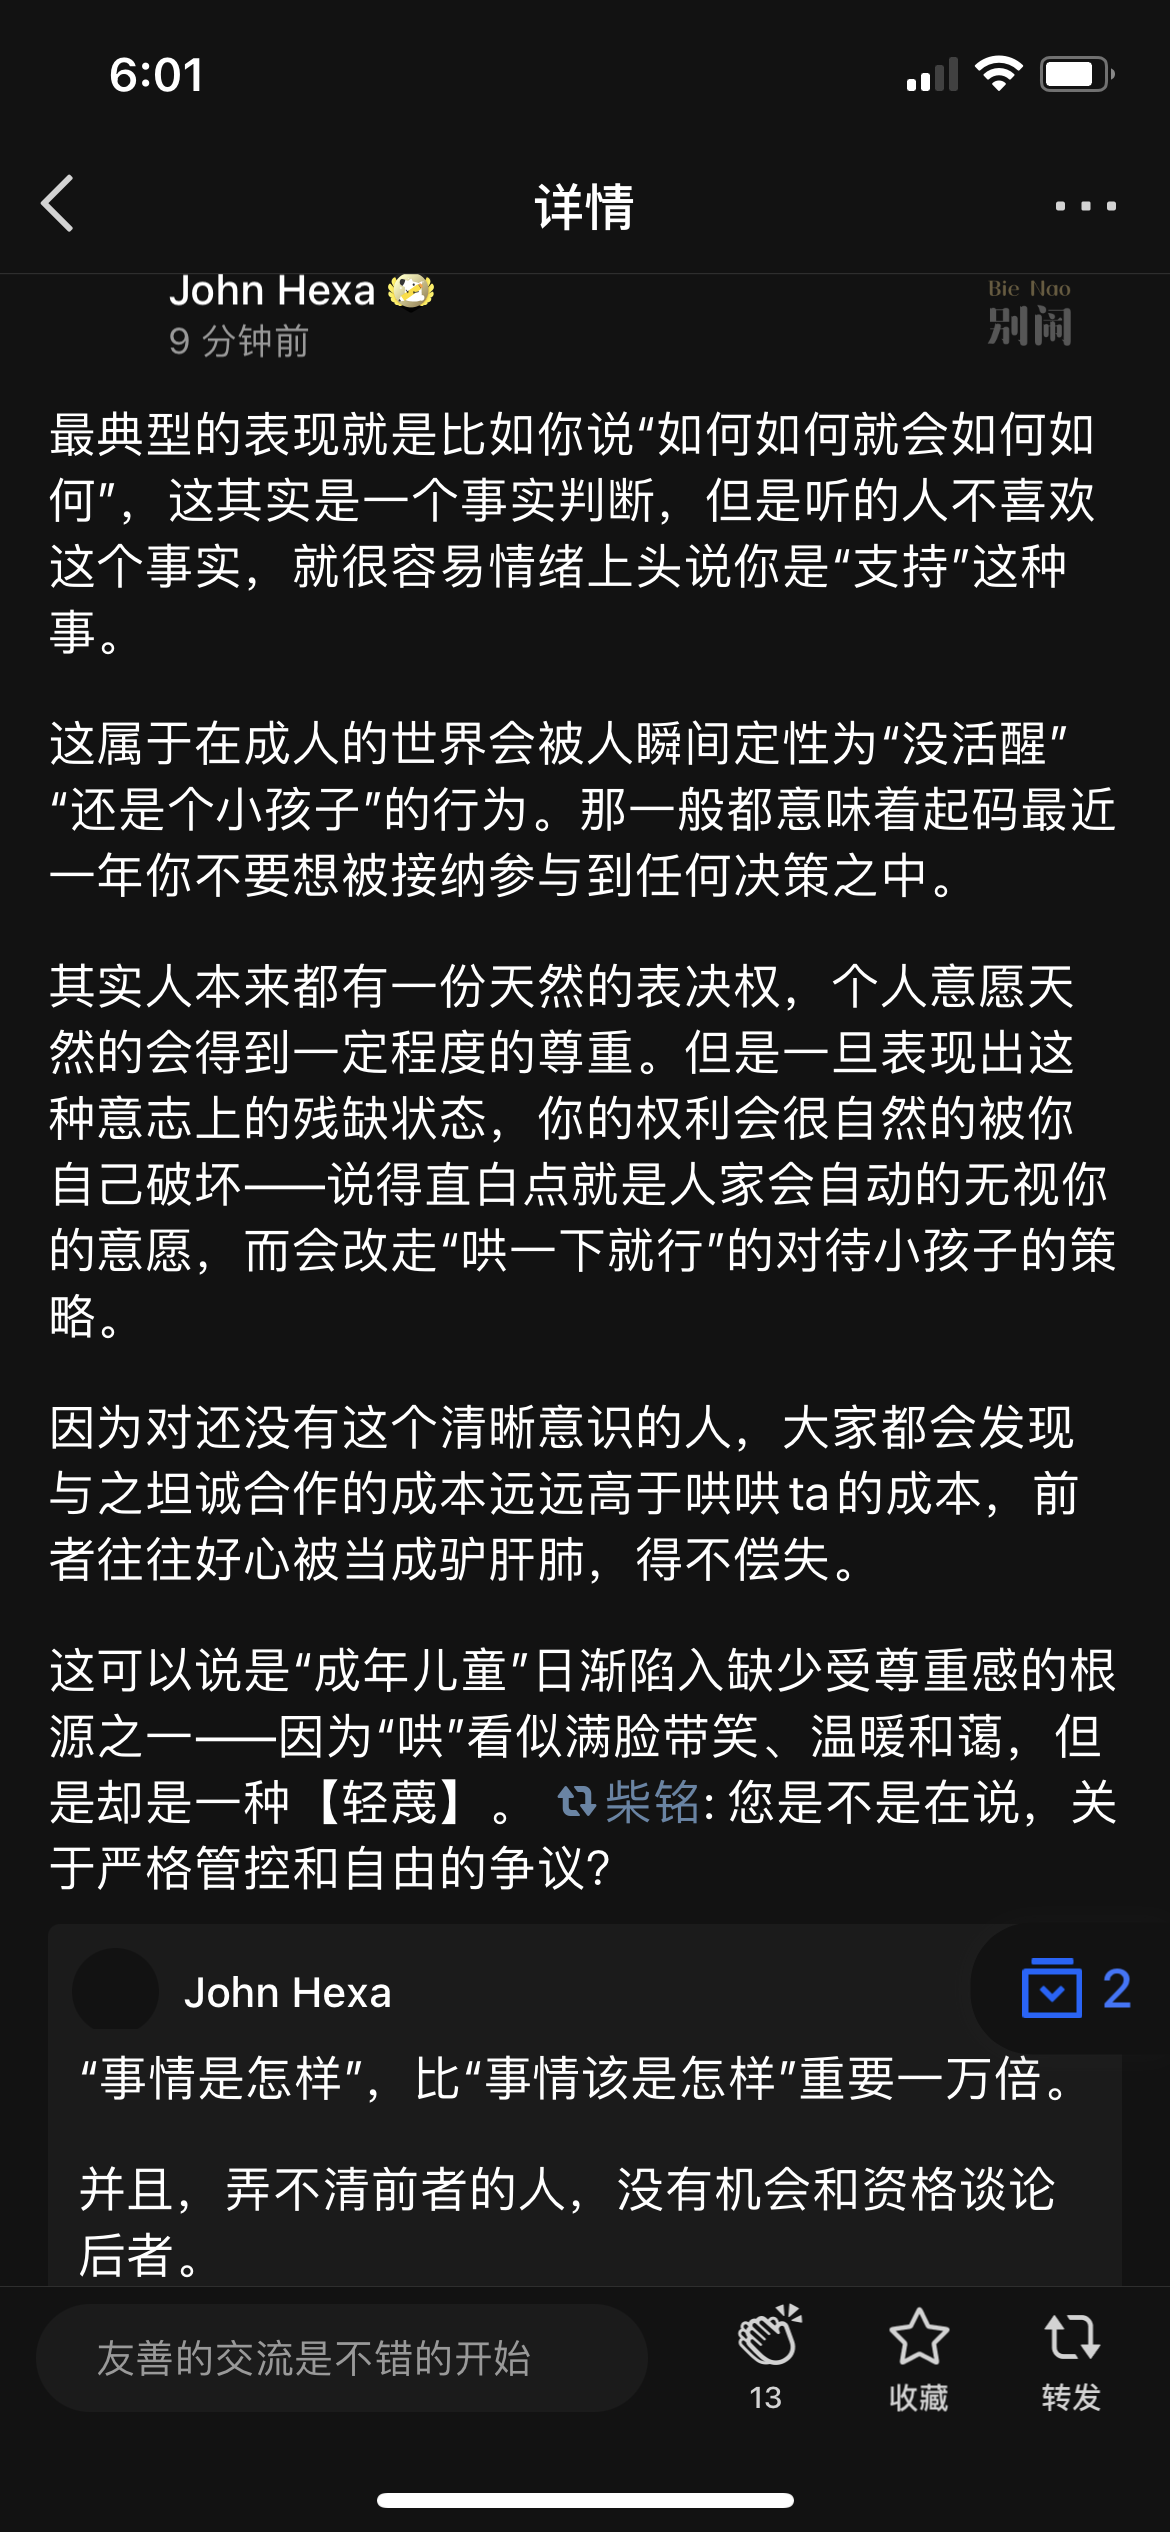 6:01
详情
John Hexa
9 分钟前
Bie Nao
别闹
最典型的表现就是比如你说“如何如何就会如何如
何”，这其实是一个事实判断，但是听的人不喜欢
这个事实，就很容易情绪上头说你是“支持”这种
事。
这属于在成人的世界会被人瞬间定性为“没活醒”
“还是个小孩子”的行为。那一般都意味着起码最近
一年你不要想被接纳参与到任何决策之中。
其实人本来都有一份天然的表决权，个人意愿天
然的会得到一定程度的尊重。但是一旦表现出这
种意志上的残缺状态，你的权利会很自然的被你
自己破坏——说得直白点就是人家会自动的无视你
的意愿，而会改走“哄一下就行”的对待小孩子的策
略。
因为对还没有这个清晰意识的人，大家都会发现
与之坦诚合作的成本远远高于哄哄ta的成本，前
者往往好心被当成驴肝肺，得不偿失。
这可以说是“成年儿童”日渐陷入缺少受尊重感的根
源之一——因为“哄”看似满脸带笑、温暖和蔼，但
是却是一种【轻蔑】。 柴铭: 您是不是在说，关
于严格管控和自由的争议?
John Hexa
2
“事情是怎样”，比“事情该是怎样”重要一万倍。
并且，弄不清前者的人，没有机会和资格谈论
后者。
友善的交流是不错的开始
13
收藏
转发